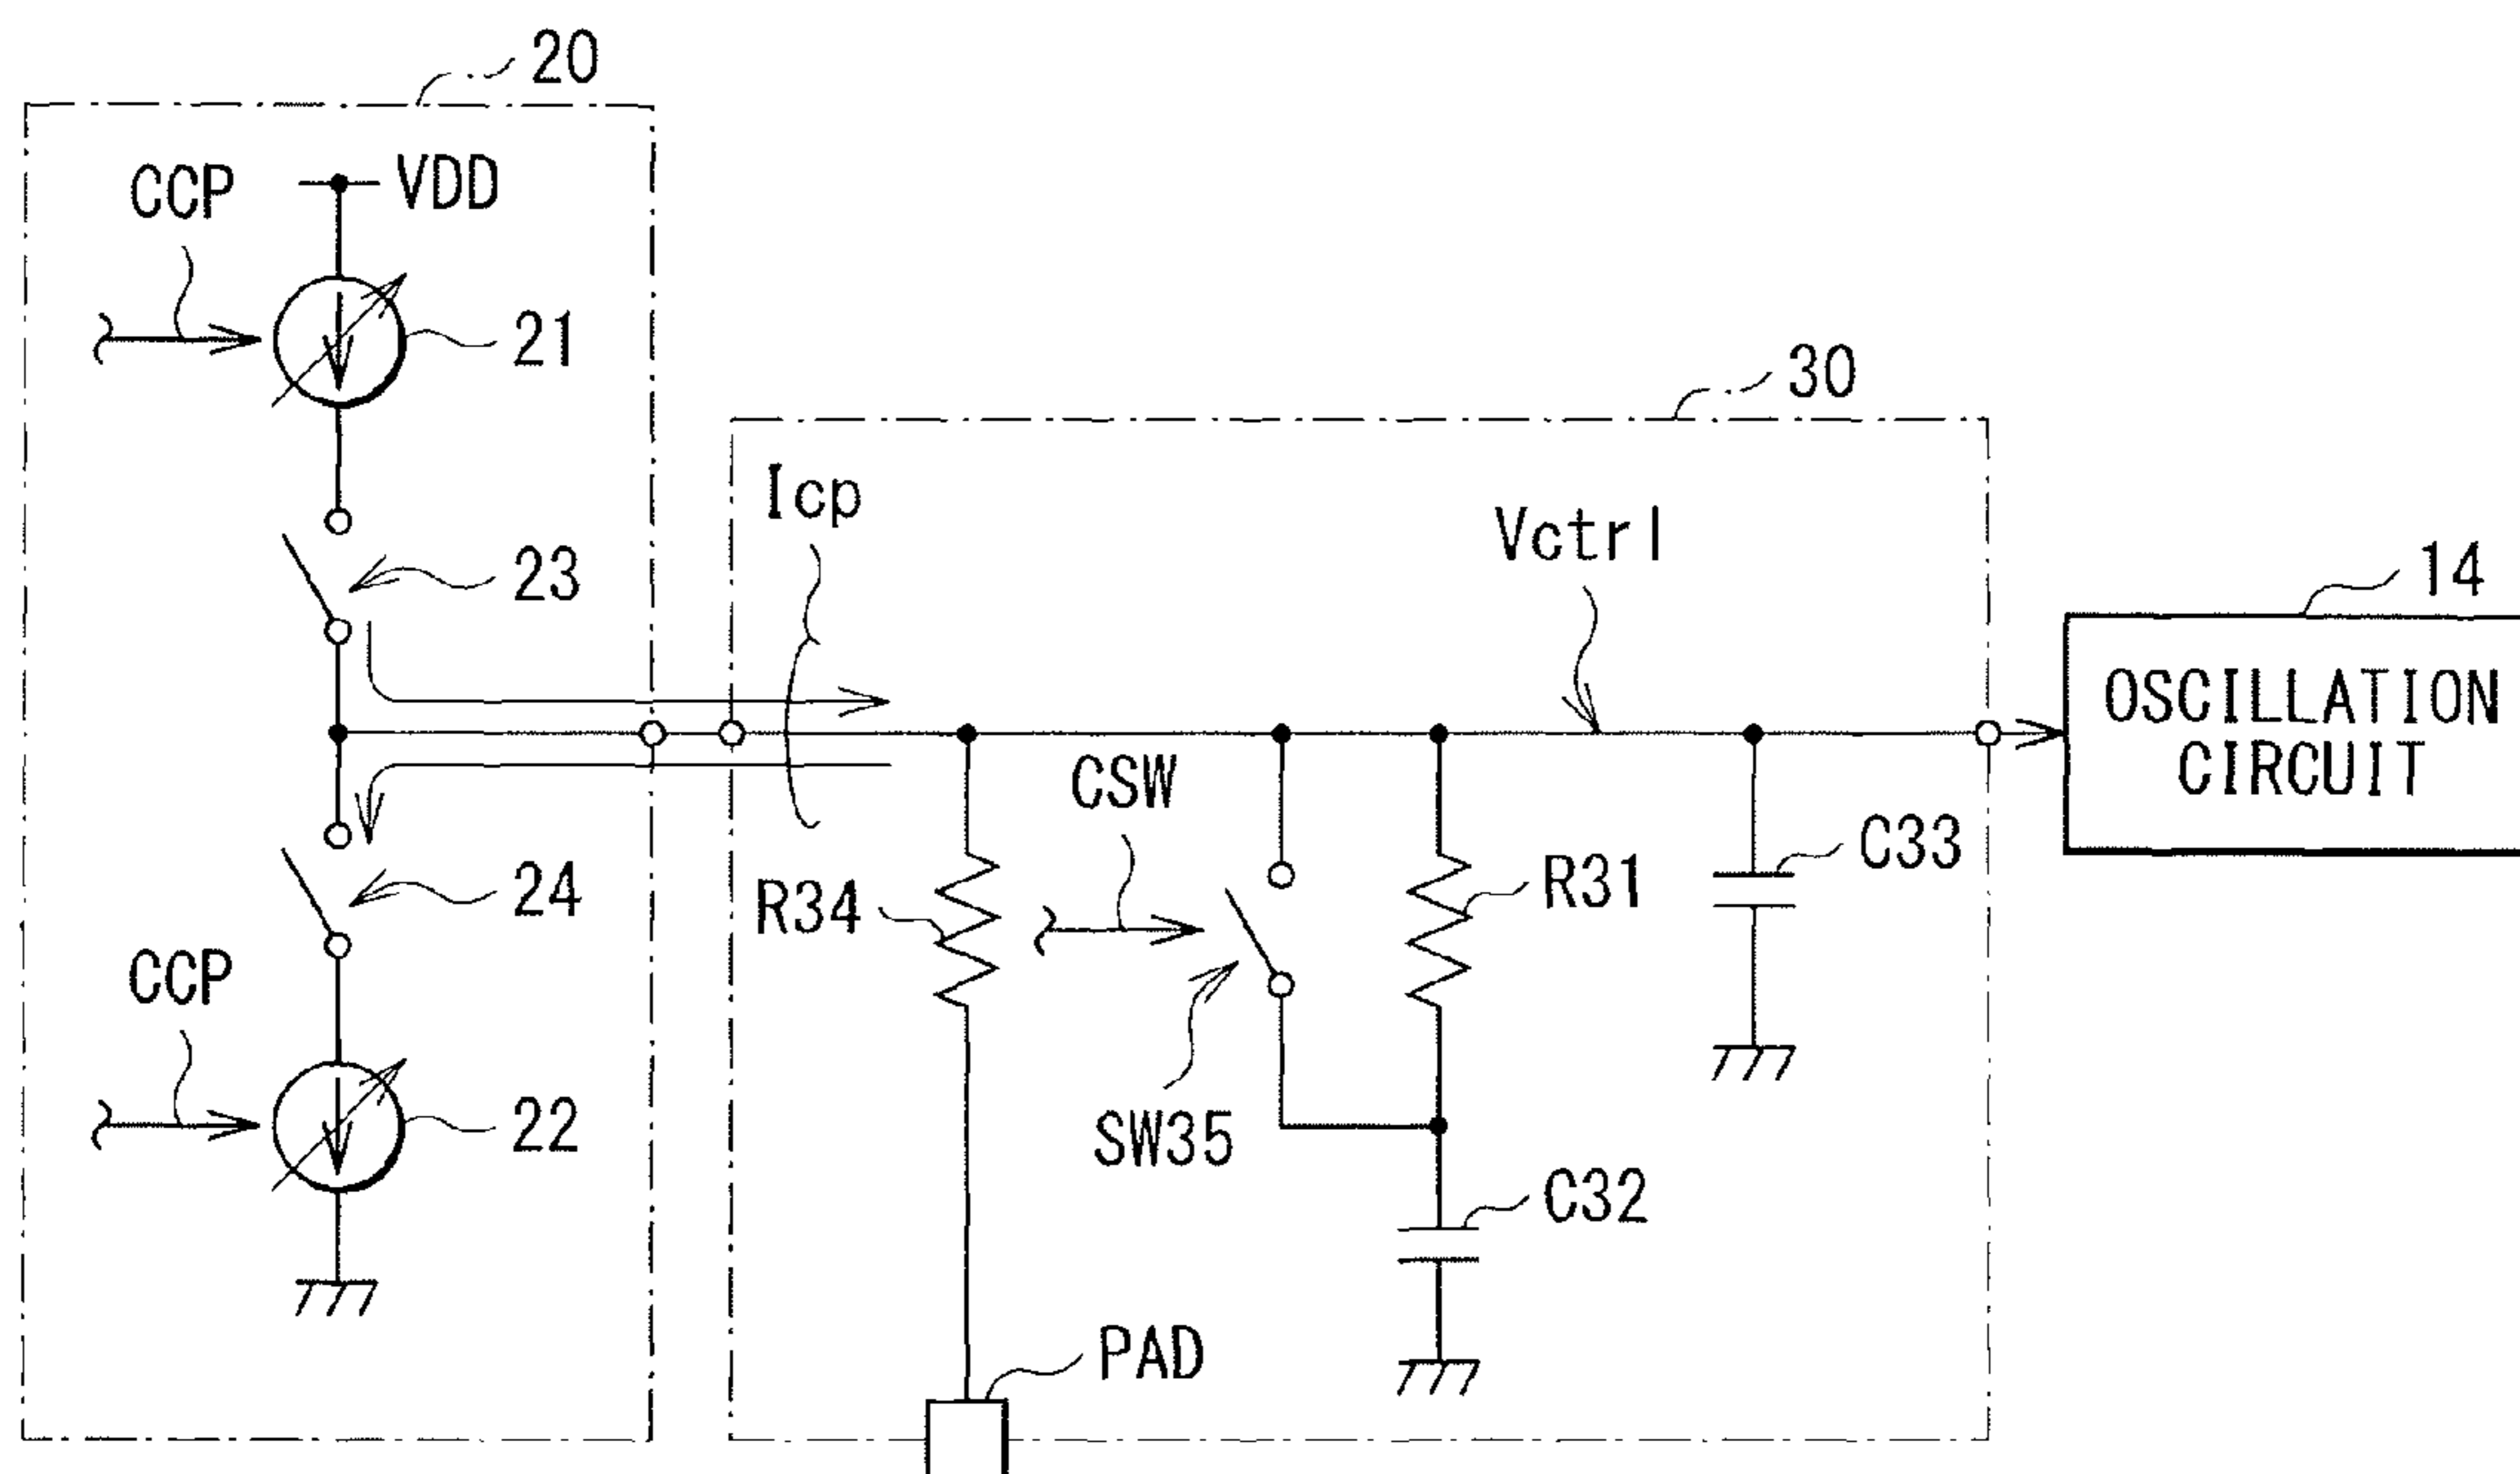 20
CCP
VDD
21
30
Icp
Vctrl
23
14
OSCILLATION
CIRCUIT
CSW
C33
R34
R31
24
CCP
SW35
22
C32
PAD